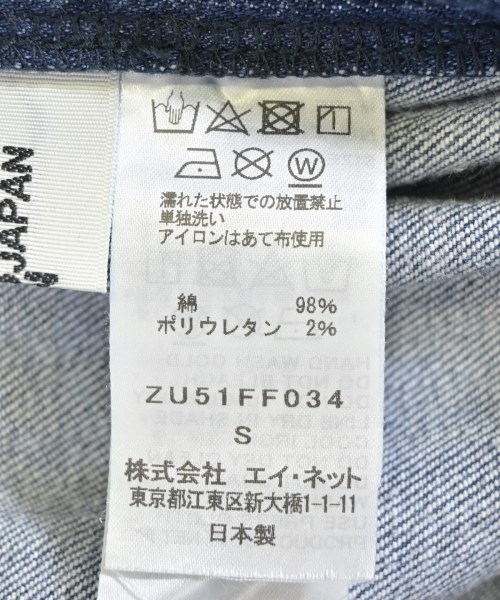 JAPAN
W
濡れた状態での放置禁止
単独洗い
アイロンはあて布使用
綿 98%
ポリウレタン 2%
ZU51FF034
S
株式会社 エイ・ネット
東京都江東区新大橋1-1-11
日本製